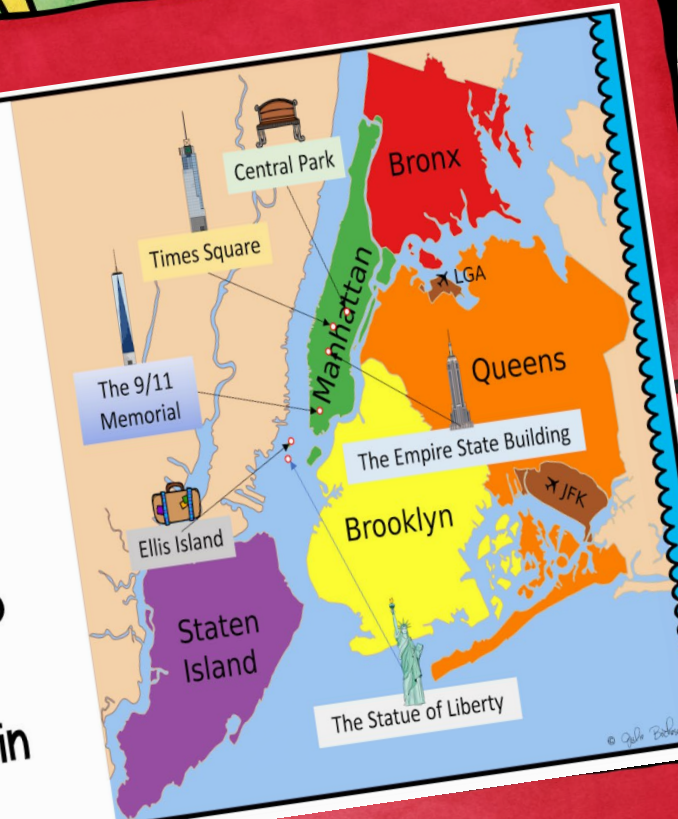 Central Park
Bronx
Times Square
LGA
Manhattan
Queens
The 9/11
Memorial
The Empire State Building
JFK
Brooklyn
Ellis Island
Staten
Island
The Statue of Liberty
in
©